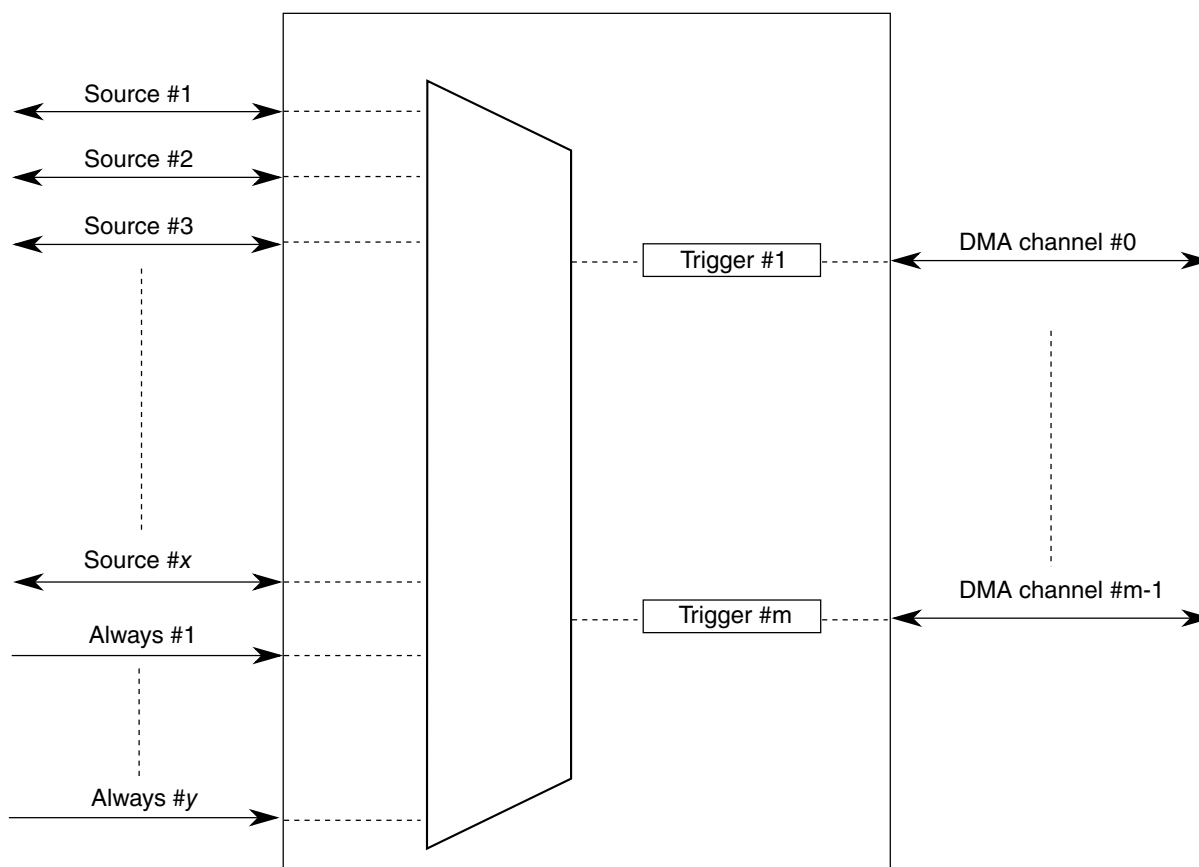 Source #1
Source #2
Source #3
Trigger #1
DMA channel #0
Source #x
Always #1
Trigger #m
DMA channel #m-1
Always #y